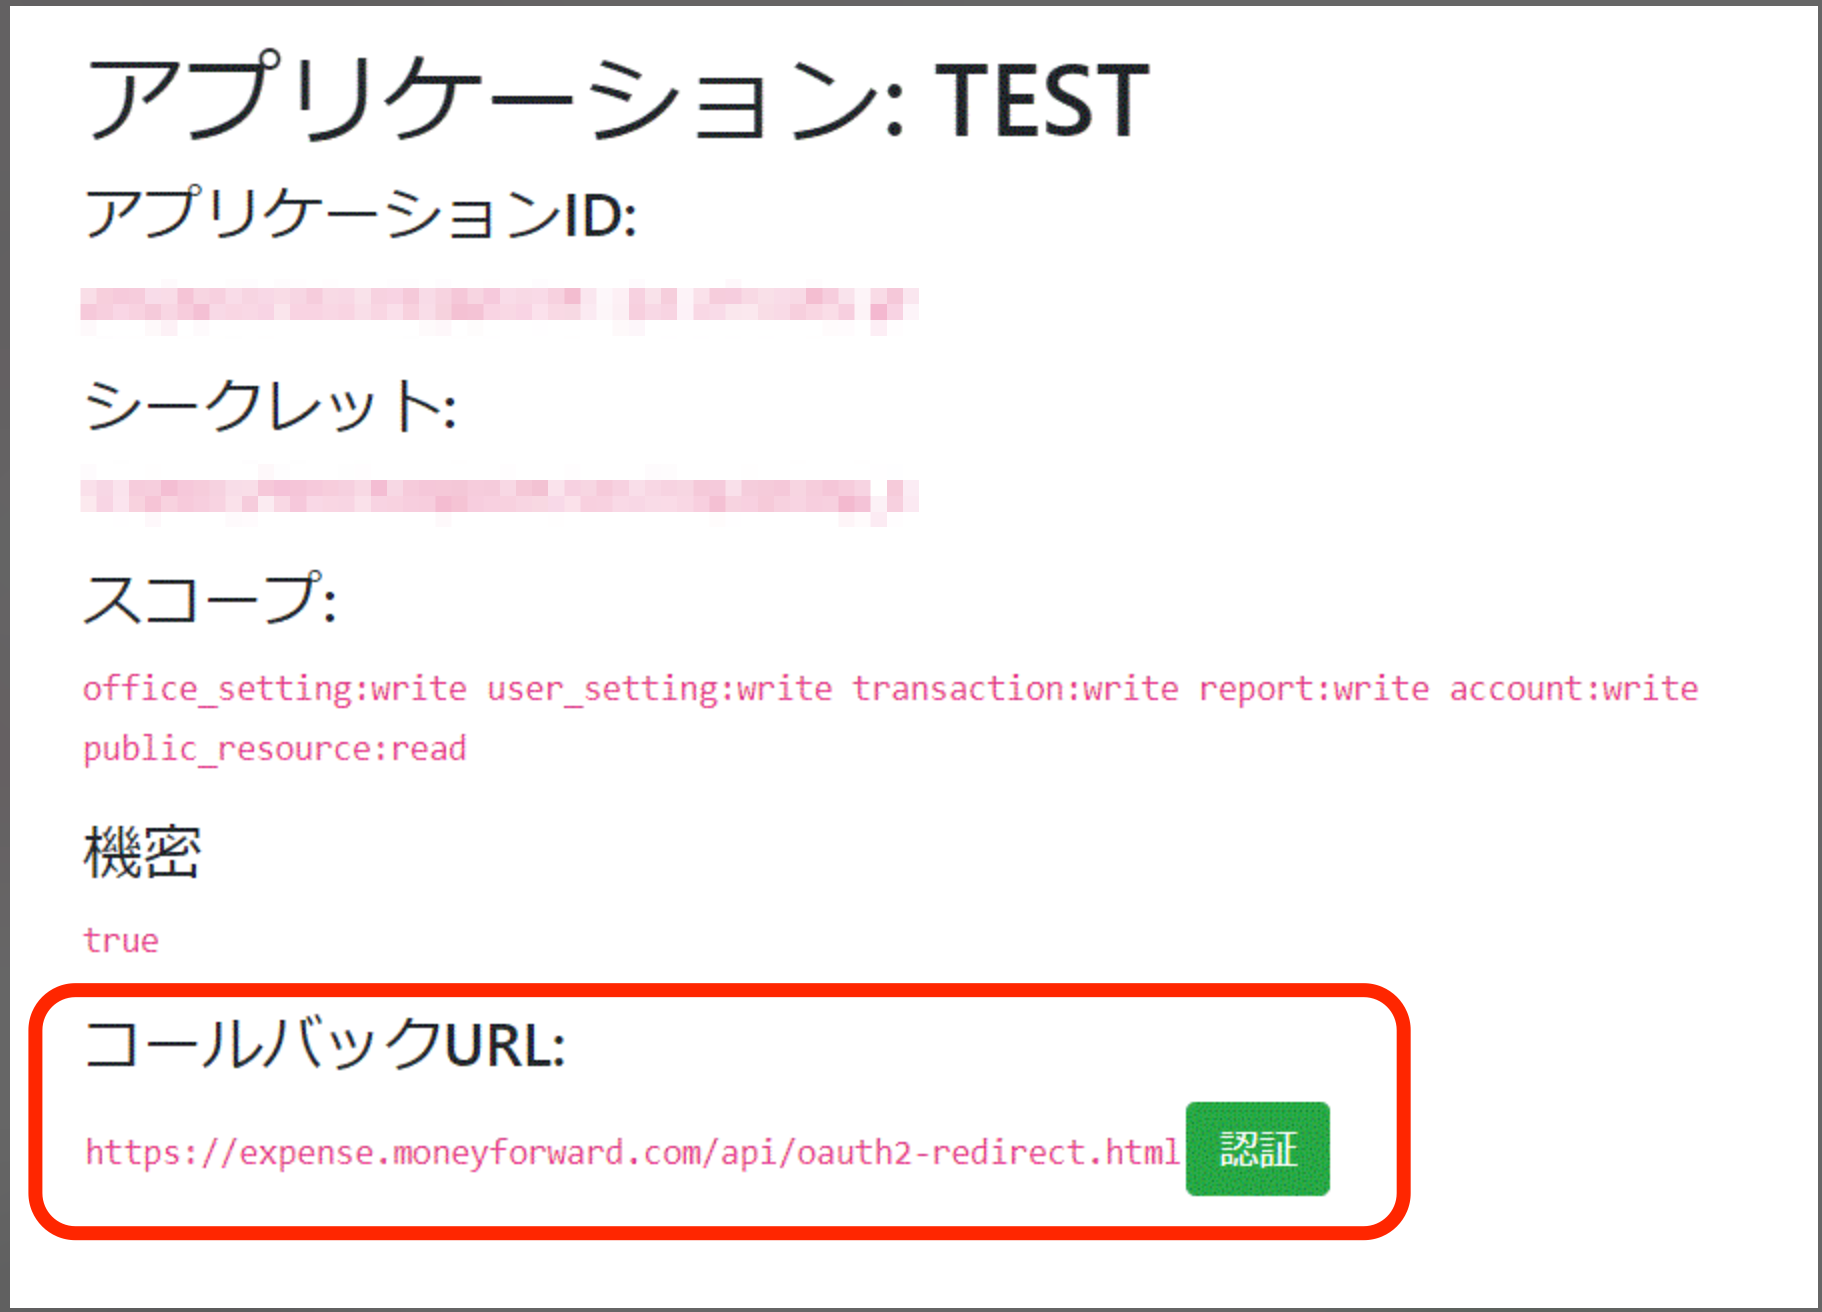 アプリケーション: TEST
アプリケーションID:
シークレット:
スコープ:
office_setting:write user_setting:write transaction:write report:write account:write
public_resource:read
機密
true
コールバックURL:
https://expense.moneyforward.com/api/oauth2-redirect.html 認証